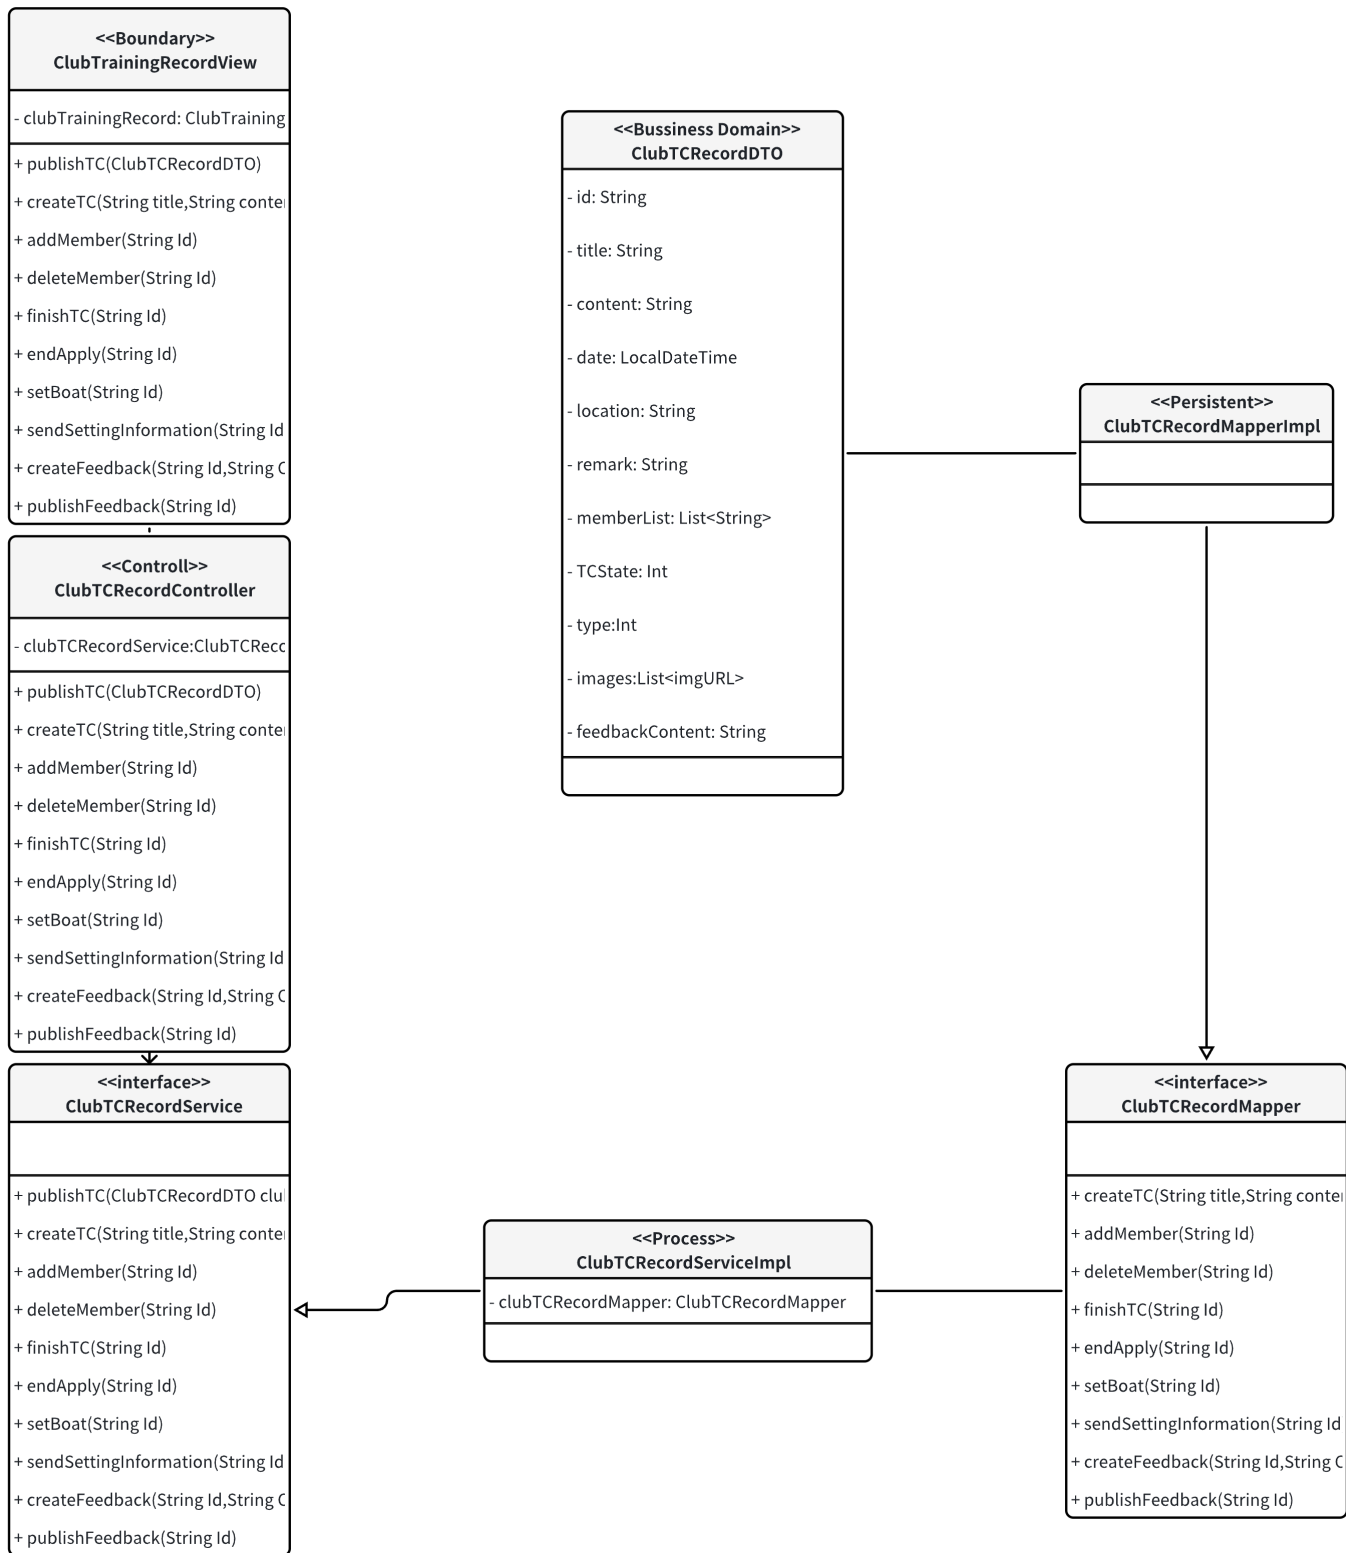 <<Boundary>>
ClubTrainingRecordView
- clubTrainingRecord: ClubTraining
+ publishTC(ClubTCRecordDTO)
+ createTC(String title,String conte
+ addMember(String Id)
+ deleteMember(String Id)
+ finishTC(String Id)
+ endApply(String Id)
+ setBoat(String Id)
+ sendSettingInformation(String Id
+ createFeedback(String Id,String
+ publishFeedback(String Id)
<<Controll>>
ClubTCRecordController
- clubTCRecordService:ClubTCRec
+ publishTC(ClubTCRecordDTO)
+ createTC(String title,String conte
+ addMember(String Id)
+ deleteMember(String Id)
+ finishTC(String Id)
+ endApply(String Id)
+ setBoat(String Id)
+ sendSettingInformation(String Id
+ createFeedback(String Id,String
+ publishFeedback(String Id)
<<interface>>
ClubTCRecordService
+ publishTC(ClubTCRecordDTO clu
+ createTC(String title,String conte
+ addMember(String Id)
+ deleteMember(String Id)
+ finishTC(String Id)
+ endApply(String Id)
+ setBoat(String Id)
+ sendSettingInformation(String Id
+ createFeedback(String Id,String
+ publishFeedback(String Id)
<<Bussiness Domain>>
ClubTCRecordDTO
- id: String
- title: String
- content: String
- date: LocalDateTime
- location: String
- remark: String
- memberList: List<String>
- TCState: Int
- type:Int
- images:List<imgURL>
- feedbackContent: String
<<Process>>
ClubTCRecordServiceImpl
- clubTCRecordMapper: ClubTCRecordMapper
<<Persistent>>
ClubTCRecordMapperImpl
<<interface>>
ClubTCRecordMapper
+ createTC(String title,String conte
+ addMember(String Id)
+ deleteMember(String Id)
+ finishTC(String Id)
+ endApply(String Id)
+ setBoat(String Id)
+ sendSettingInformation(String Id
+ createFeedback(String Id,String
+ publishFeedback(String Id)